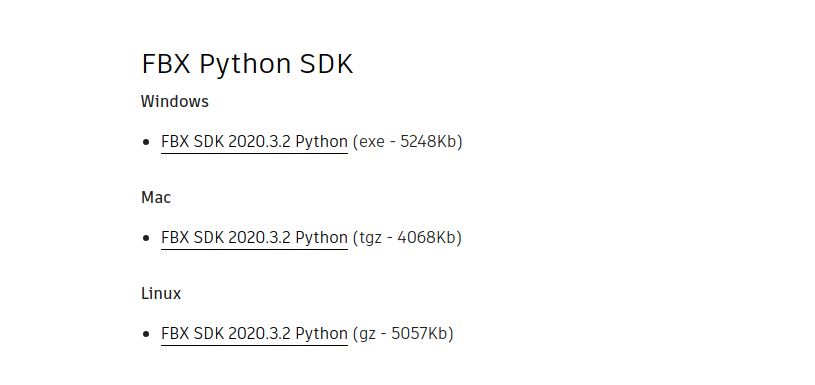 FBX Python SDK
Windows
• FBX SDK 2020.3.2 Python (exe - 5248Kb)
Mac
• FBX SDK 2020.3.2 Python (tgz - 4068Kb)
Linux
• FBX SDK 2020.3.2 Python (gz - 5057Kb)